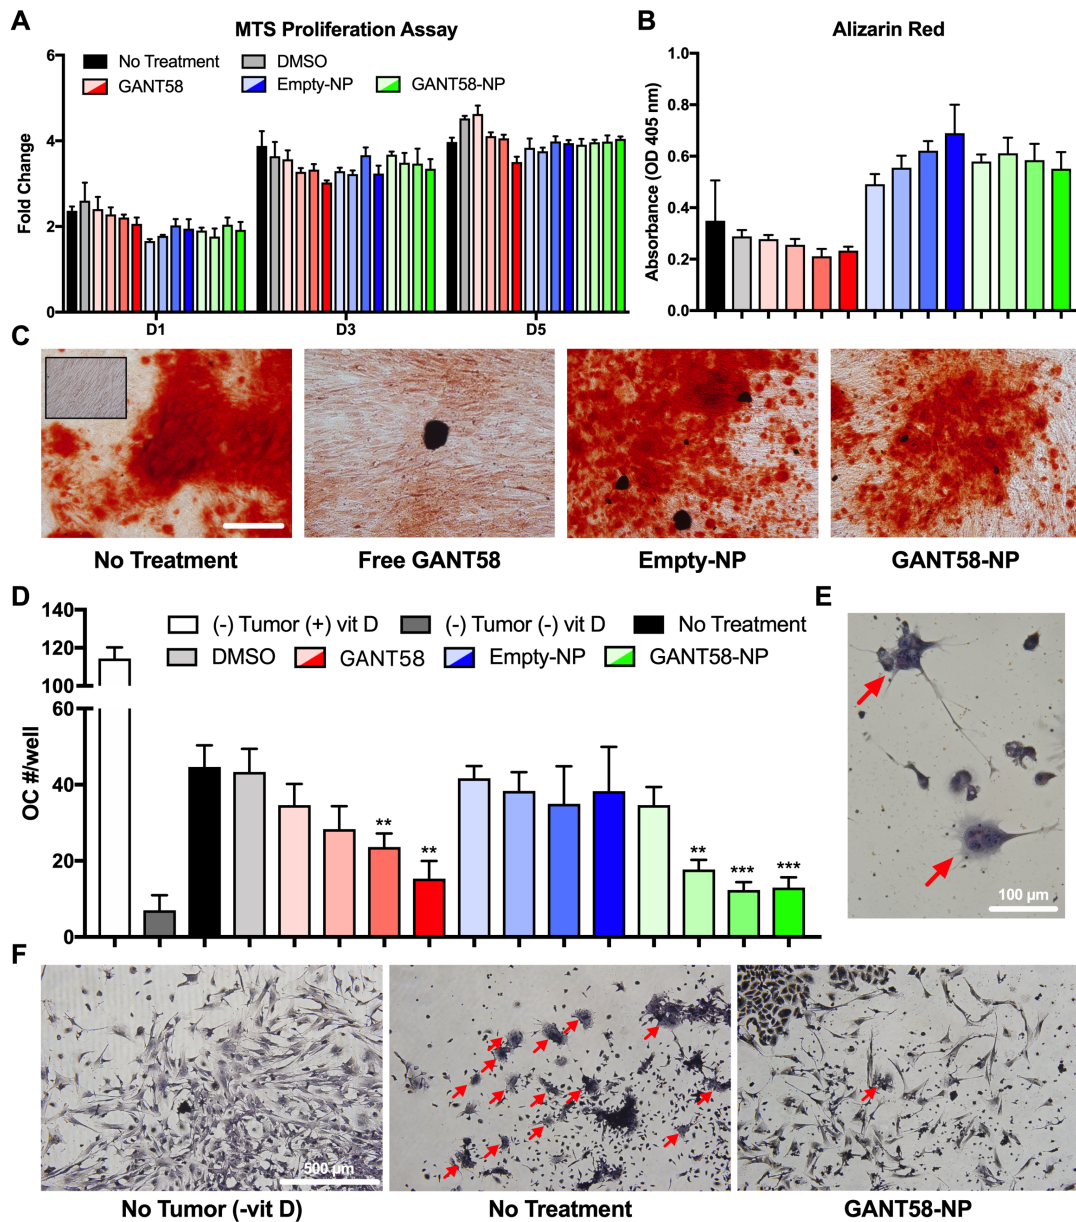 A
MTS Proliferation Assay
No Treatment
DMSO
GANT58
Empty-NP
GANT58-NP
Fold Change
6
4
2
0
D1
D3
D5
B
Alizarin Red
Absorbance (OD 405 nm)
1.0
0.8
0.6
0.4
0.2
0.0
C
No Treatment
Free GANT58
Empty-NP
GANT58-NP
D
(-) Tumor (+) vit D
(-) Tumor (-) vit D
No Treatment
DMSO
GANT58
Empty-NP
GANT58-NP
OC #/well
140
120
100
60
40
20
0
**
**
**
***
***
E
100 µm
F
500 µm
No Tumor (-vit D)
No Treatment
GANT58-NP